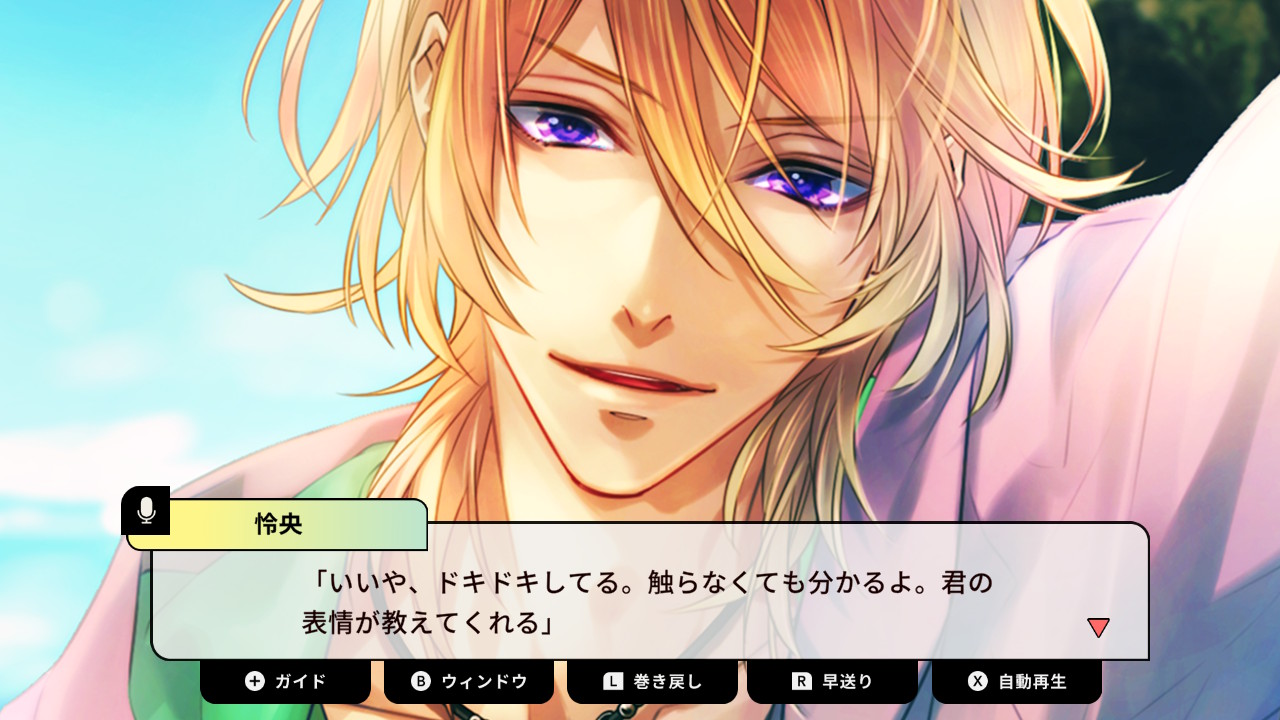 怜央
「いいや、ドキドキしてる。触らなくても分かるよ。君の
表情が教えてくれる」
+ ガイド
B ウィンドウ
L 巻き戻し
R 早送り
X 自動再生